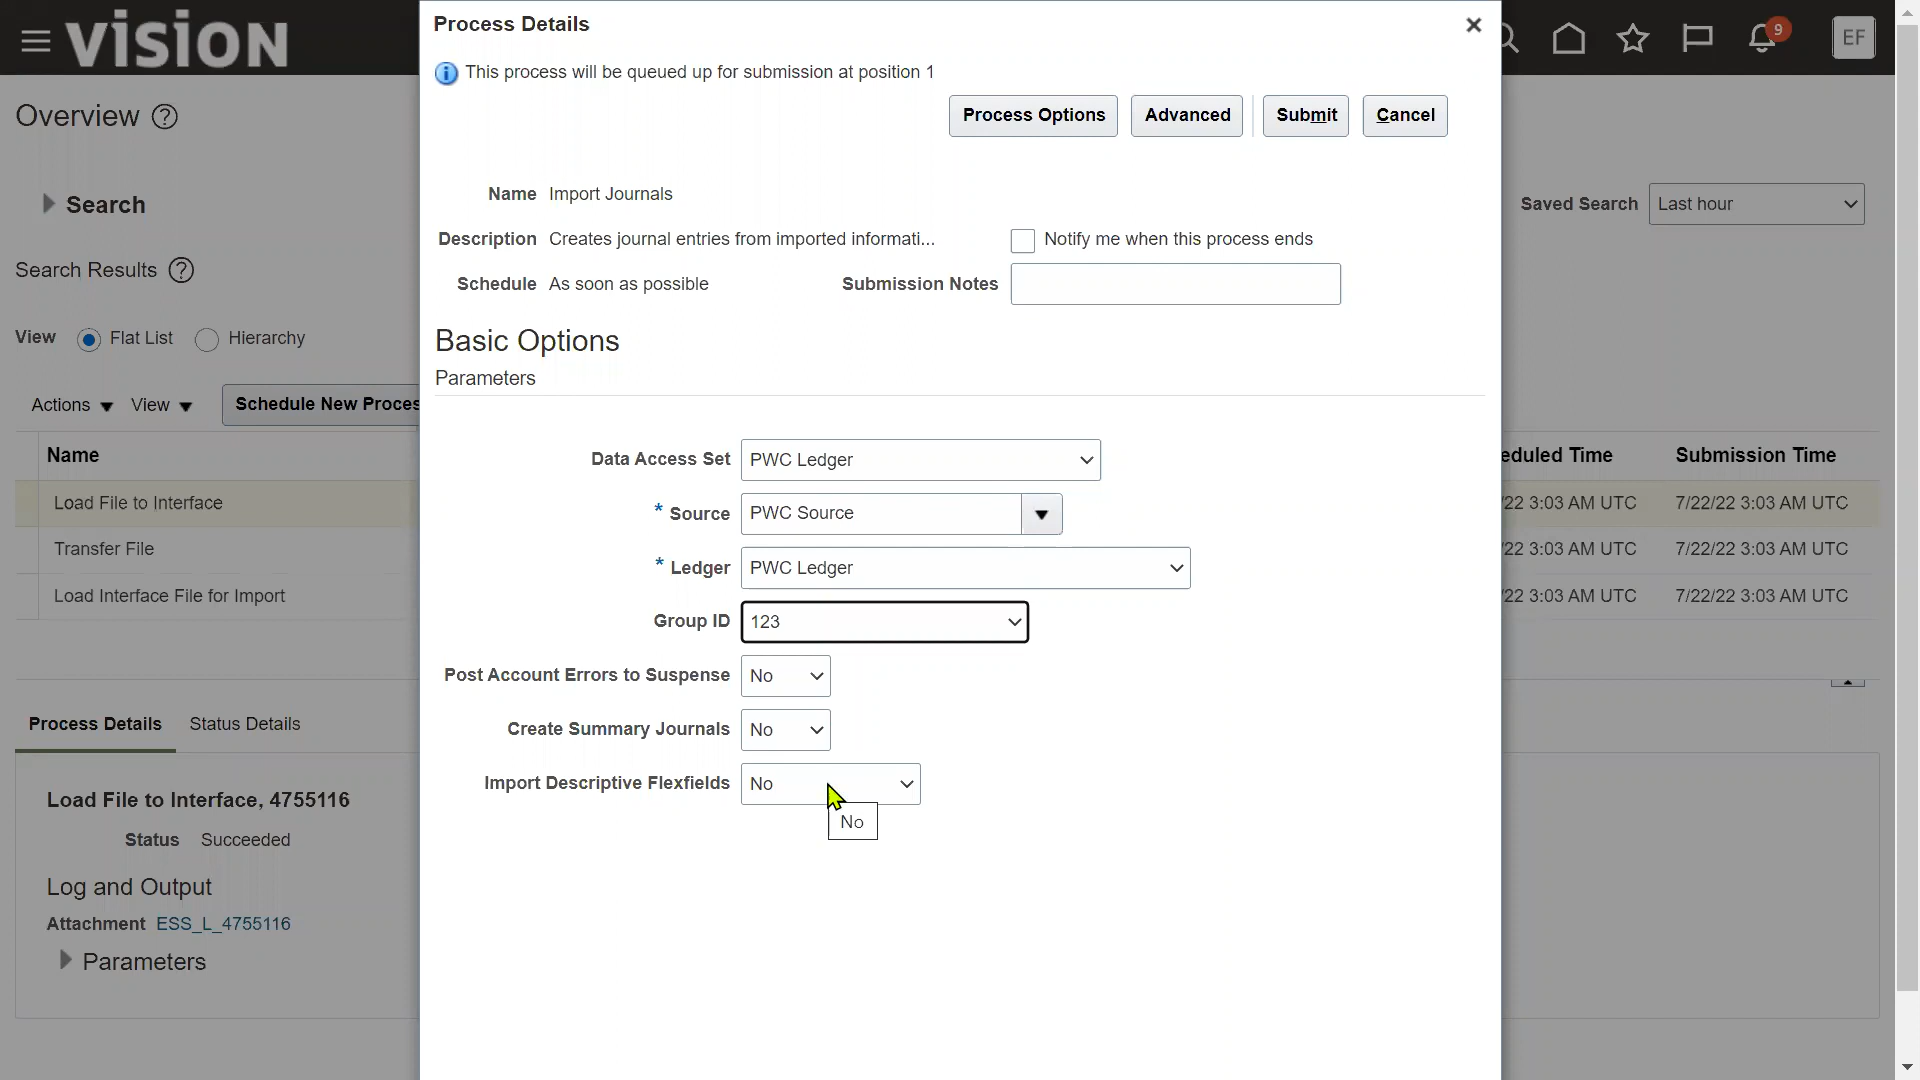 vision
Process Details
This process will be queued up for submission at position 1
Process Options Advanced Submit Cancel
9
EF
Overview
Search
Saved Search Last hour
Name Import Journals
Description Creates journal entries from imported informati...
Notify me when this process ends
Schedule As soon as possible
Submission Notes
Search Results
View Flat List Hierarchy
Basic Options
Parameters
Actions View Schedule New Proces
Name
eduled Time Submission Time
Load File to Interface
22 3:03 AM UTC 7/22/22 3:03 AM UTC
Transfer File
22 3:03 AM UTC 7/22/22 3:03 AM UTC
Load Interface File for Import
22 3:03 AM UTC 7/22/22 3:03 AM UTC
Data Access Set PWC Ledger
* Source PWC Source
* Ledger PWC Ledger
Group ID 123
Post Account Errors to Suspense No
Create Summary Journals No
Import Descriptive Flexfields No
No
Process Details Status Details
Load File to Interface, 4755116
Status Succeeded
Log and Output
Attachment ESS_L_4755116
Parameters